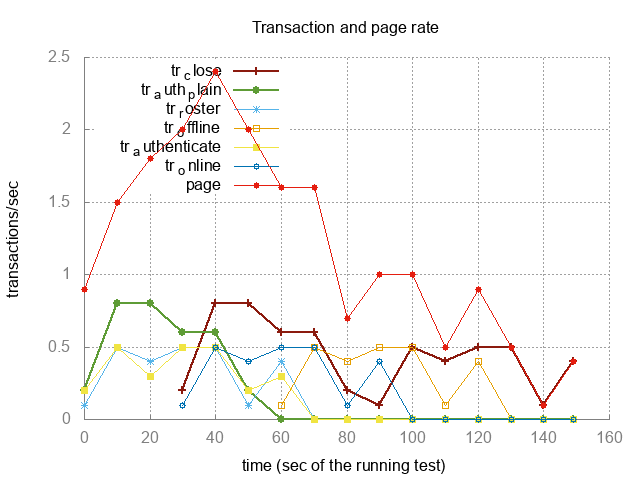 Transaction and page rate
2.5
2
1.5
1
0.5
0
transactions/sec
tr_close
tr_auth_plain
tr_roster
tr_offline
tr_authenticate
tr_online
page
0 20 40 60 80 100 120 140 160
time (sec of the running test)